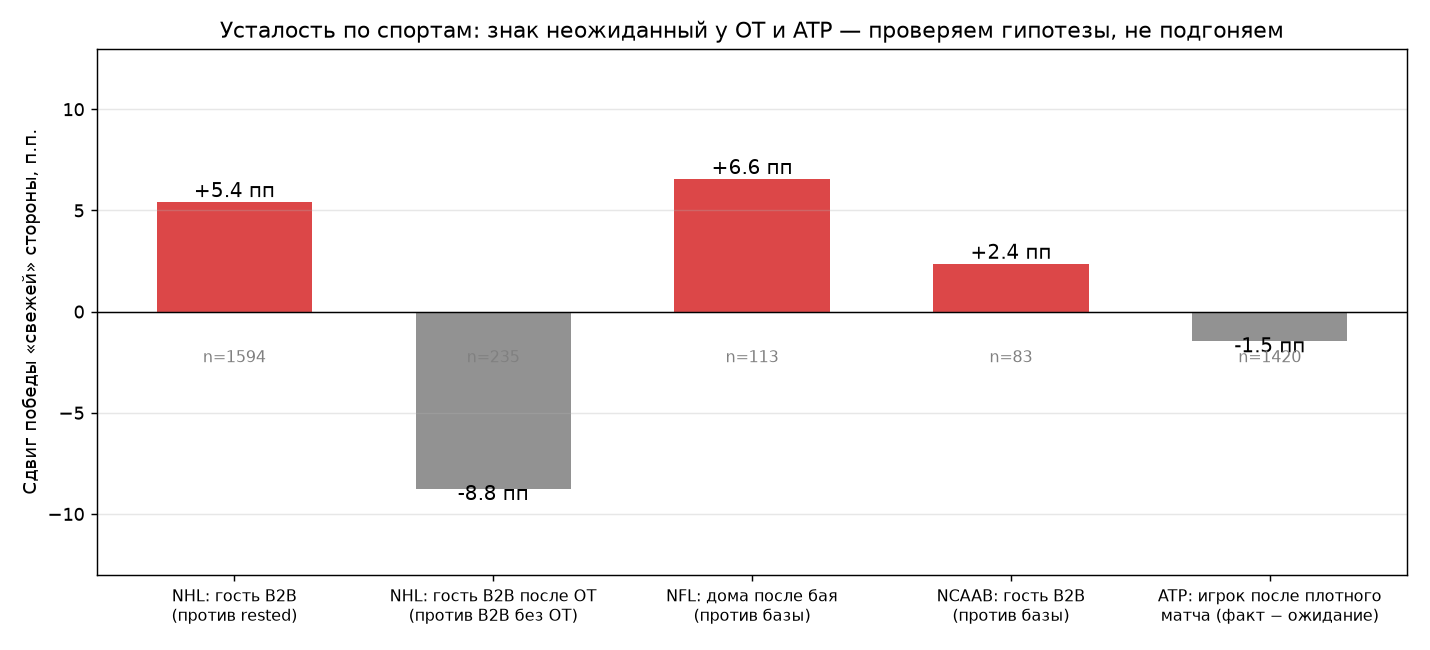 Усталость по спортам: знак неожиданный у ОТ и ATP — проверяем гипотезы, не подгоняем
Сдвиг победы «свежей» стороны, п.п.
10
5
0
−5
−10
+5.4 пп
-8.8 пп
+6.6 пп
+2.4 пп
-1.5 пп
n=1594
n=235
n=113
n=83
n=1420
NHL: гость B2B
(против rested)
NHL: гость B2B после ОТ
(против B2B без ОТ)
NFL: дома после бая
(против базы)
NCAAB: гость B2B
(против базы)
ATP: игрок после плотного
матча (факт − ожидание)